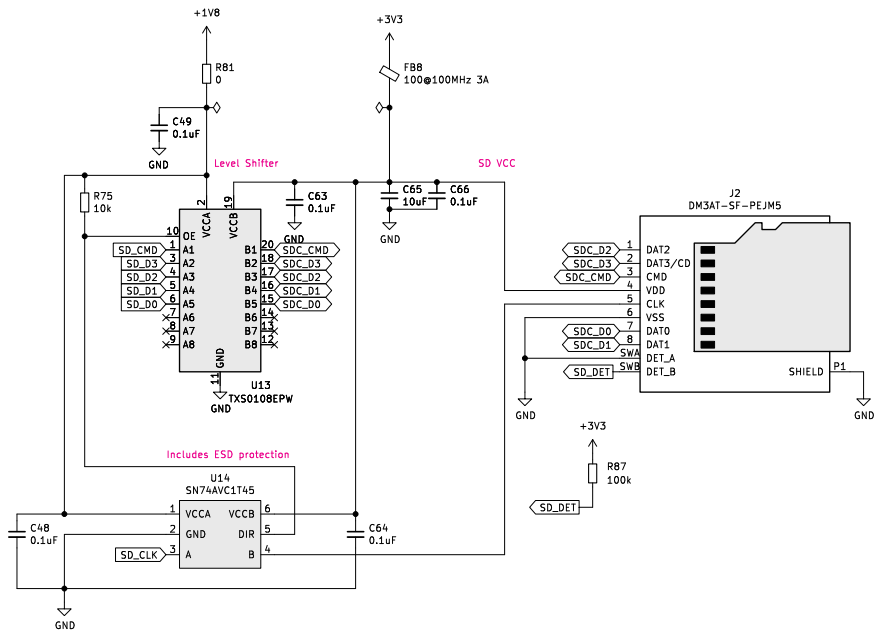 +1V8
+3V3
R81
0
FB8
100@100MHz 3A
C49
0.1uF
GND
Level Shifter
SD VCC
R75
10k
2
VCCA
19
VCCB
C63
0.1uF
GND
C65
10uF
C66
0.1uF
GND
J2
DM3AT-SF-PEJM5
10 OE
SD_CMD 1 A1 B1 20 SDC_CMD
SD_D3 3 A2 B2 18 SDC_D3
SD_D2 4 A3 B3 17 SDC_D2
SD_D1 5 A4 B4 16 SDC_D1
SD_D0 6 A5 B5 15 SDC_D0
7 A6 B6 14
8 A7 B7 13
9 A8 B8 12
GND
11
GND
U13
TXS0108EPW
SDC_D2 1 DAT2
SDC_D3 2 DAT3/CD
SDC_CMD 3 CMD
4 VDD
5 CLK
6 VSS
SDC_D0 7 DAT0
SDC_D1 8 DAT1
SWA DET_A
SD_DET SWB DET_B
SHIELD P1
GND
GND
+3V3
R87
100k
SD_DET
Includes ESD protection
U14
SN74AVC1T45
1 VCCA VCCB 6
2 GND DIR 5
SD_CLK 3 A B 4
C48
0.1uF
C64
0.1uF
GND